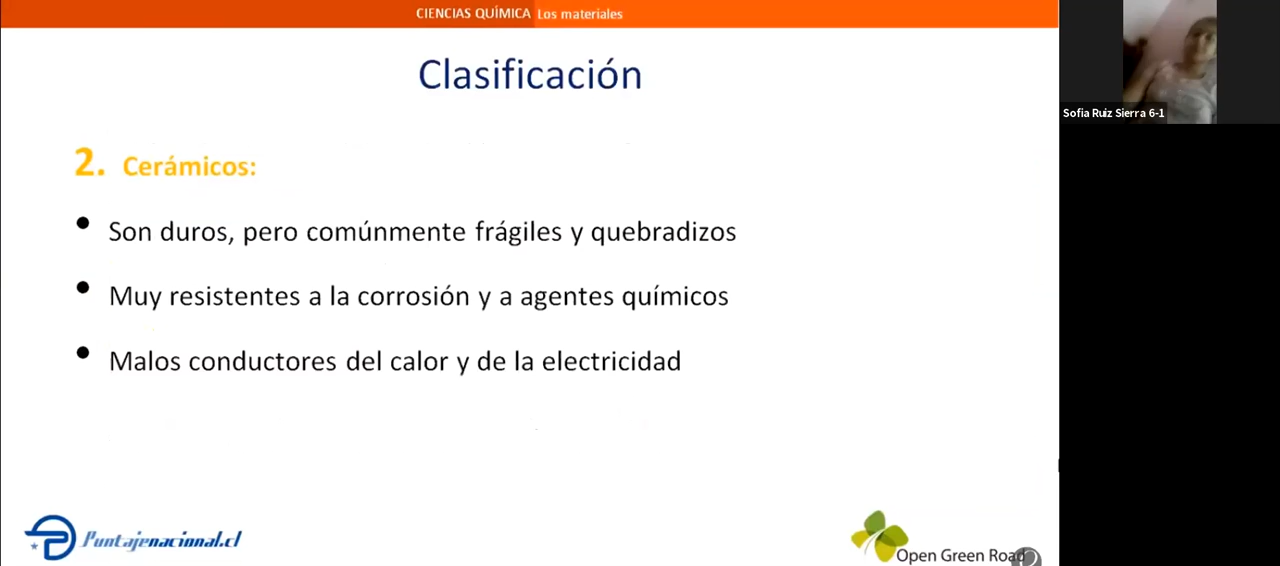 CIENCIAS QUÍMICA Los materiales
Clasificación
2. Cerámicos:
• Son duros, pero comúnmente frágiles y quebradizos
• Muy resistentes a la corrosión y a agentes químicos
• Malos conductores del calor y de la electricidad
Puntajenacional.cl
Open Green Road
Sofia Ruiz Sierra 6-1